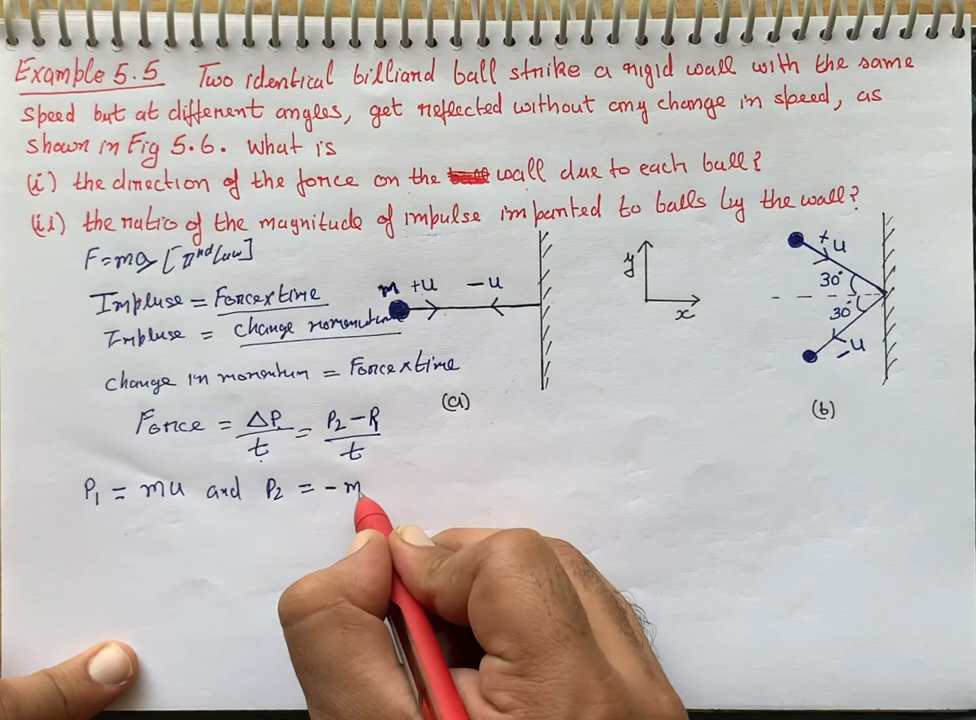 Example 5.5 Two identical billiard ball strike a rigid wall with the same
speed but at different angles, get reflected without any change in speed, as
shown in Fig 5.6. What is
(i) the direction of the force on the wall due to each ball?
(ii) the ratio of the magnitude of impulse imparted to balls by the wall?
F=ma [IInd Law]
Impluse = Force×time
Impluse = change momentum
change in momentum = Force×time
Force = ΔP/t = P2-P1/t
P1 = mu and P2 = -m
m +u -u
(a)
y
x
+u
30°
30°
-u
(b)